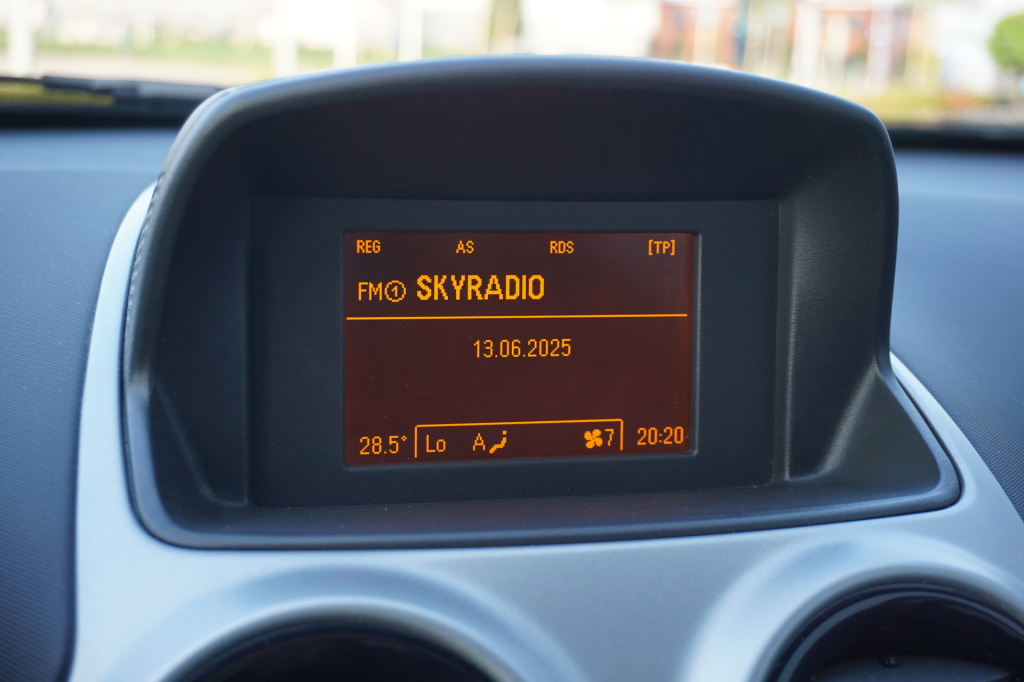 REG AS RDS [TP]
FM① SKYRADIO
13.06.2025
28.5° Lo A 7 20:20